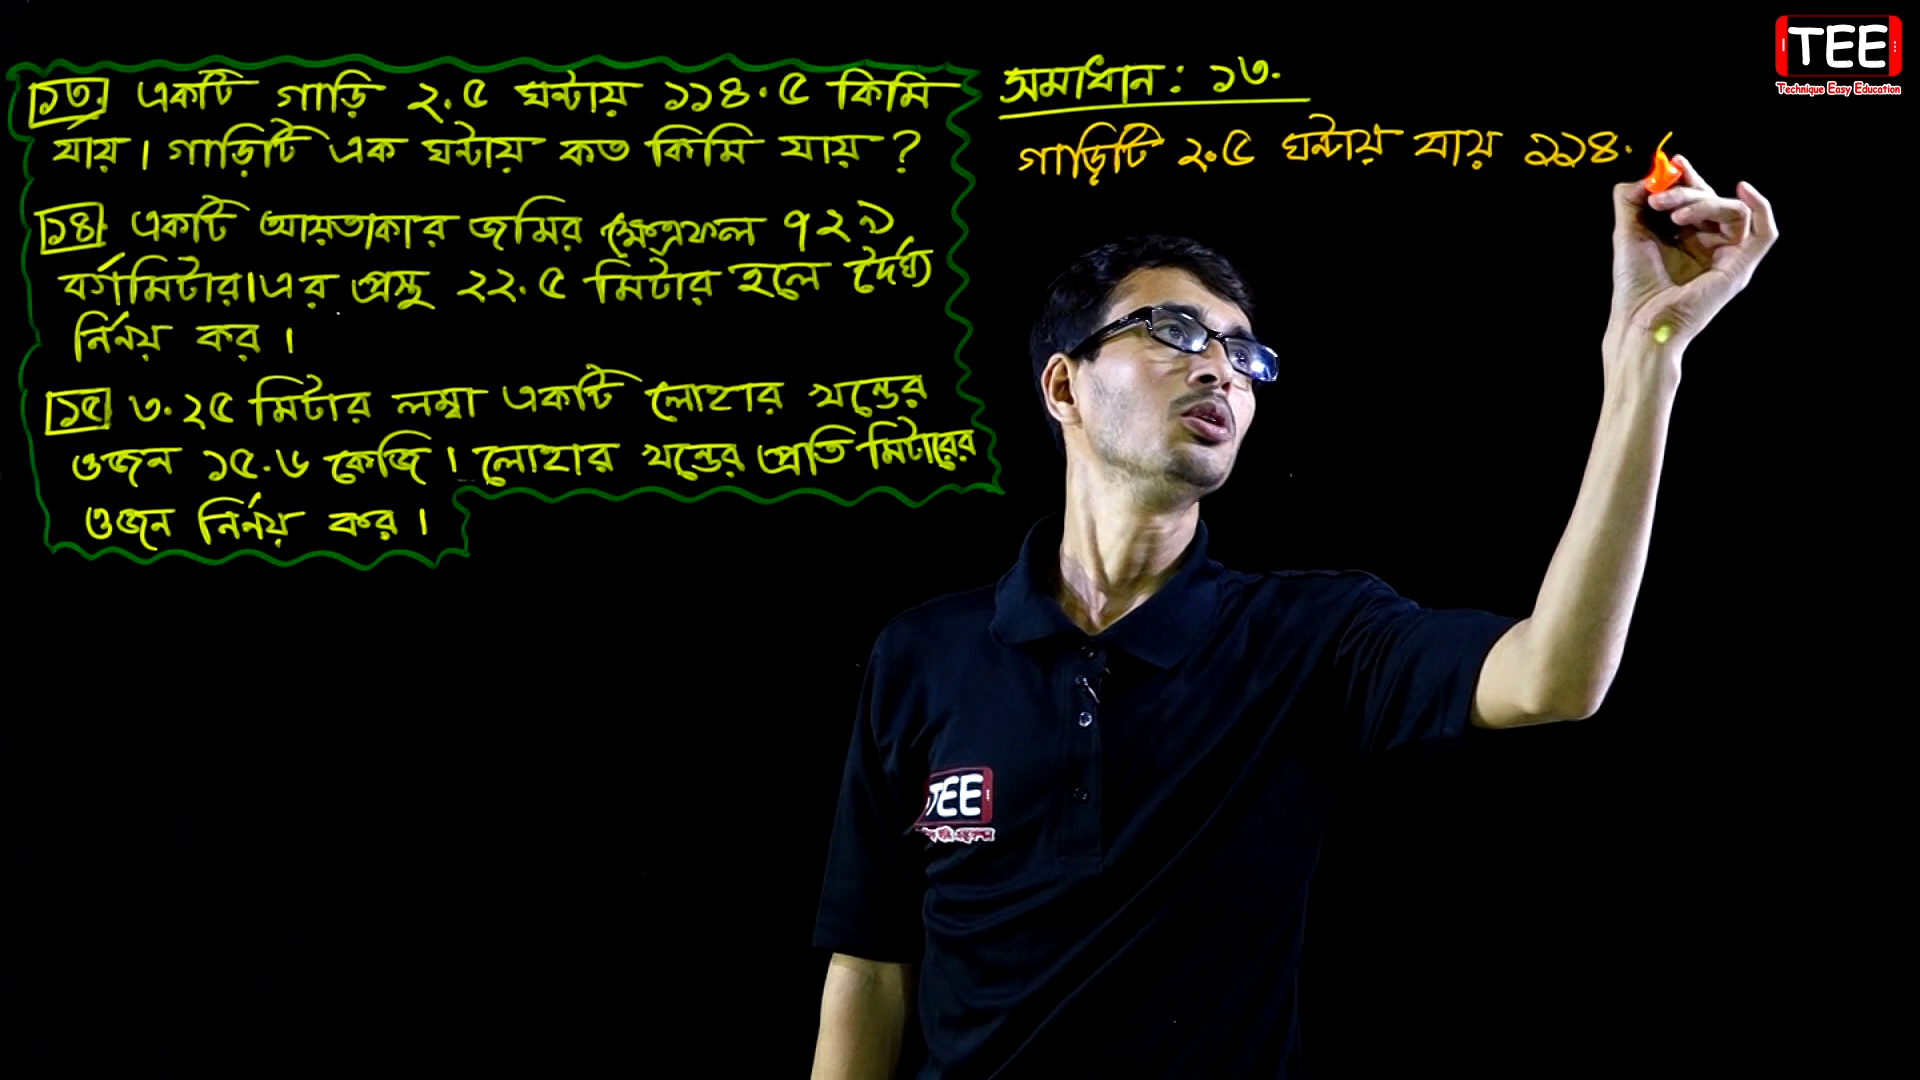 ১৩. একটি গাড়ি ২.৫ ঘন্টায় ১১৪.৫ কিমি
যায়। গাড়িটি এক ঘন্টায় কত কিমি যায় ?
১৪. একটি আয়তাকার জমির ক্ষেত্রফল ৭২৯
বর্গমিটার। এর প্রস্থ ২২.৫ মিটার হলে দৈর্ঘ্য
নির্নয় কর ।
১৫ ৩.২৫ মিটার লম্বা একটি লোহার খন্ডের
ওজন ১৫.৬ কেজি । লোহার খন্ডের প্রতি মিটারের
ওজন নির্নয় কর ।
সমাধান : ১৩.
গাড়িটি ২.৫ ঘন্টায় যায় ১১৪.
TEE
Technique Easy Education
TEE